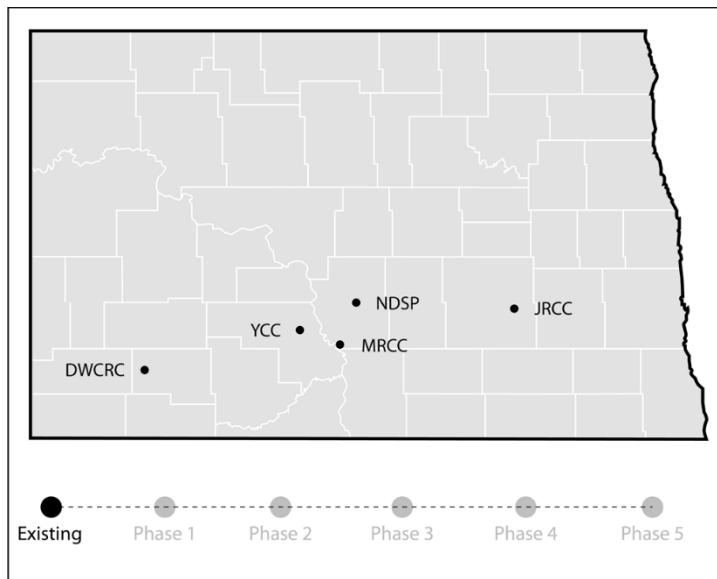 NDSP
JRCC
YCC
MRCC
DWCRC
Existing
Phase 1
Phase 2
Phase 3
Phase 4
Phase 5